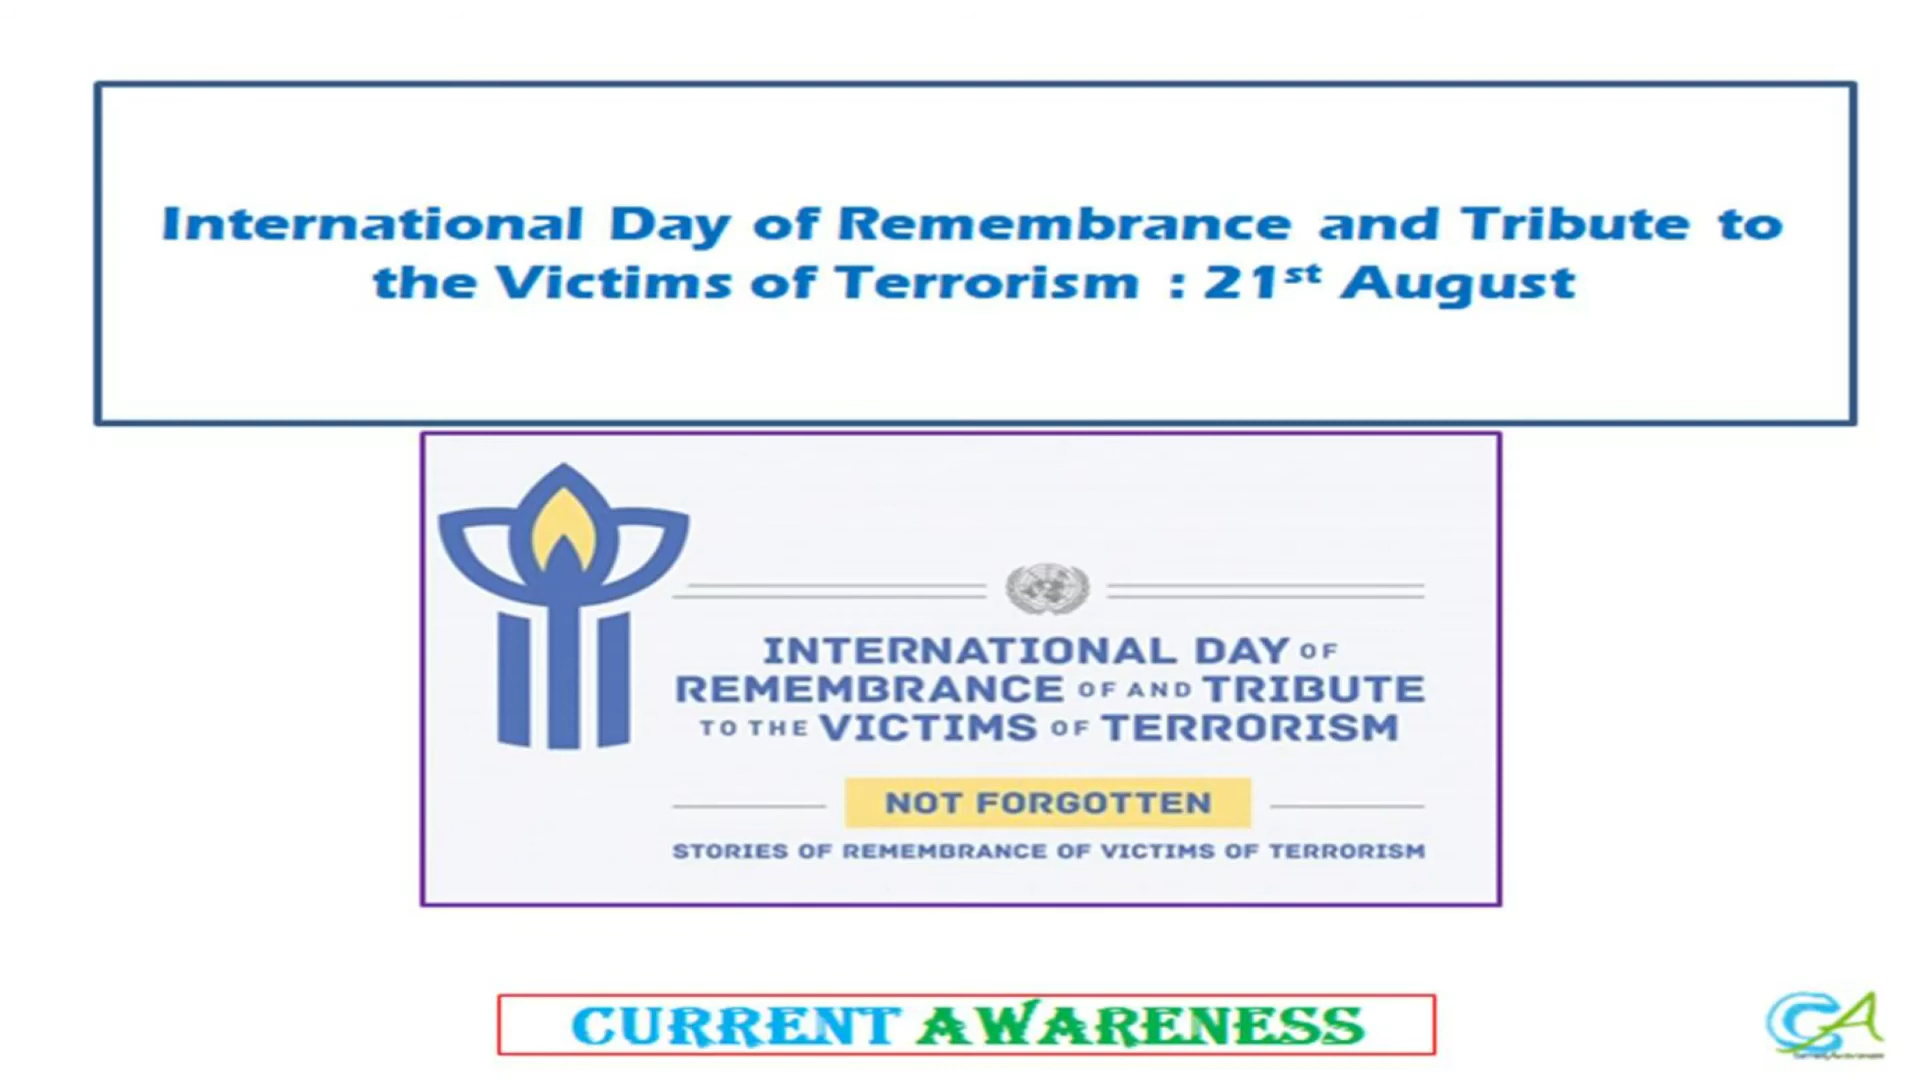 International Day of Remembrance and Tribute to
the Victims of Terrorism : 21st August
INTERNATIONAL DAY OF
REMEMBRANCE OF AND TRIBUTE
TO THE VICTIMS OF TERRORISM
NOT FORGOTTEN
STORIES OF REMEMBRANCE OF VICTIMS OF TERRORISM
CURRENT AWARENESS
CA